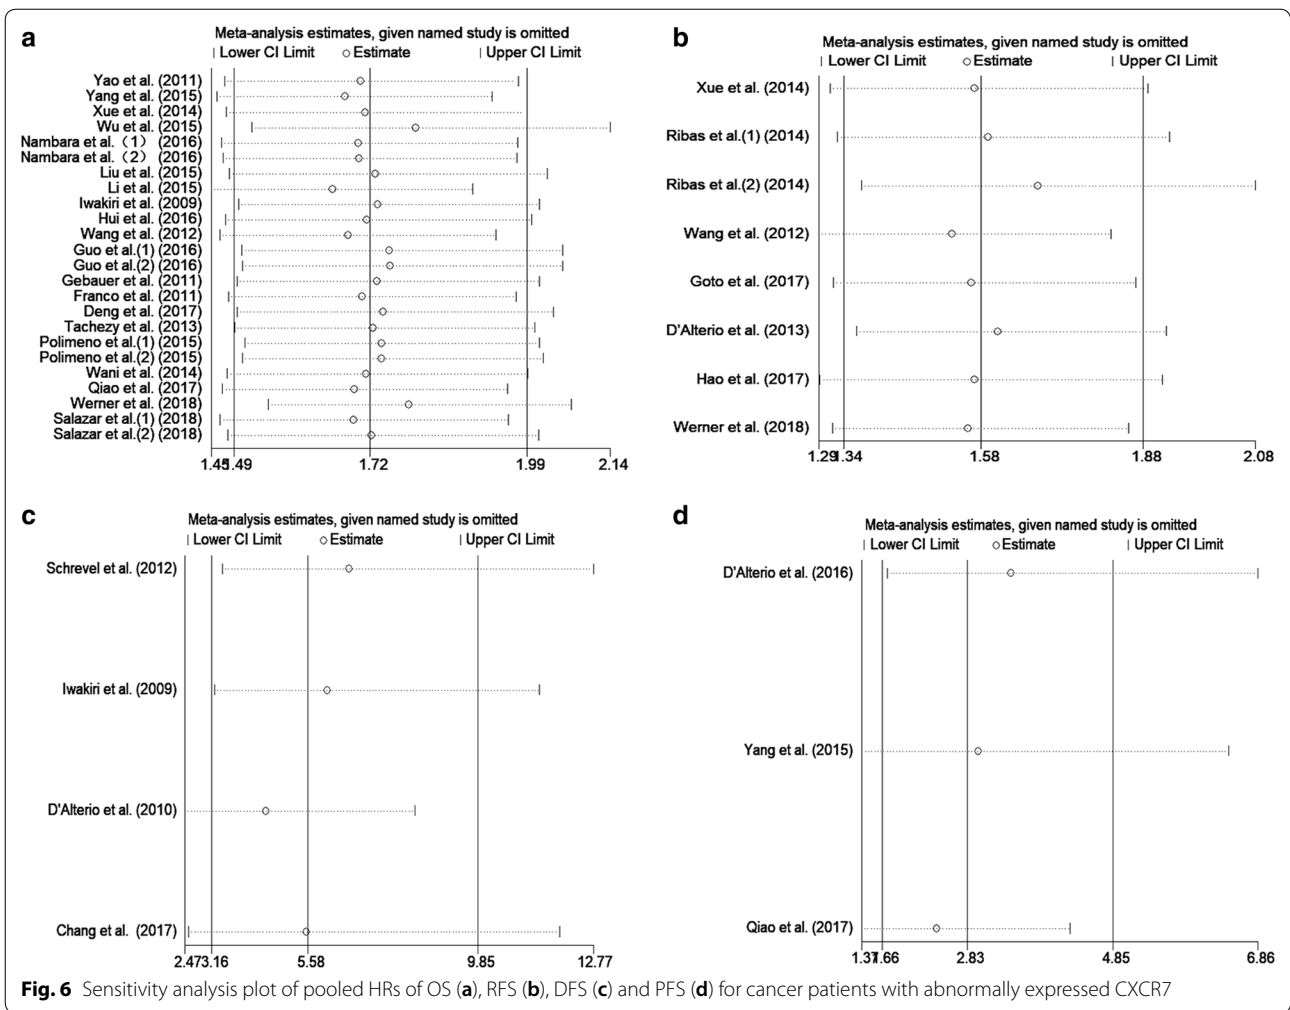 a
Meta-analysis estimates, given named study is omitted
| Lower CI Limit ○ Estimate | Upper CI Limit
Yao et al. (2011)
Yang et al. (2015)
Xue et al. (2014)
Wu et al. (2015)
Nambara et al.（1） (2016)
Nambara et al.（2） (2016)
Liu et al. (2015)
Li et al. (2015)
Iwakiri et al. (2009)
Hui et al. (2016)
Wang et al. (2012)
Guo et al.(1) (2016)
Guo et al.(2) (2016)
Gebauer et al. (2011)
Franco et al. (2011)
Deng et al. (2017)
Tachezy et al. (2013)
Polimeno et al.(1) (2015)
Polimeno et al.(2) (2015)
Wani et al. (2014)
Qiao et al. (2017)
Werner et al. (2018)
Salazar et al.(1) (2018)
Salazar et al.(2) (2018)
1.45 1.49 1.72 1.99 2.14
b
Meta-analysis estimates, given named study is omitted
| Lower CI Limit ○ Estimate | Upper CI Limit
Xue et al. (2014)
Ribas et al.(1) (2014)
Ribas et al.(2) (2014)
Wang et al. (2012)
Goto et al. (2017)
D'Alterio et al. (2013)
Hao et al. (2017)
Werner et al. (2018)
1.29 1.34 1.58 1.88 2.08
c
Meta-analysis estimates, given named study is omitted
| Lower CI Limit ○ Estimate | Upper CI Limit
Schrevel et al. (2012)
Iwakiri et al. (2009)
D'Alterio et al. (2010)
Chang et al. (2017)
2.47 3.16 5.58 9.85 12.77
d
Meta-analysis estimates, given named study is omitted
| Lower CI Limit ○ Estimate | Upper CI Limit
D'Alterio et al. (2016)
Yang et al. (2015)
Qiao et al. (2017)
1.37 1.66 2.83 4.85 6.86
Fig. 6 Sensitivity analysis plot of pooled HRs of OS (a), RFS (b), DFS (c) and PFS (d) for cancer patients with abnormally expressed CXCR7